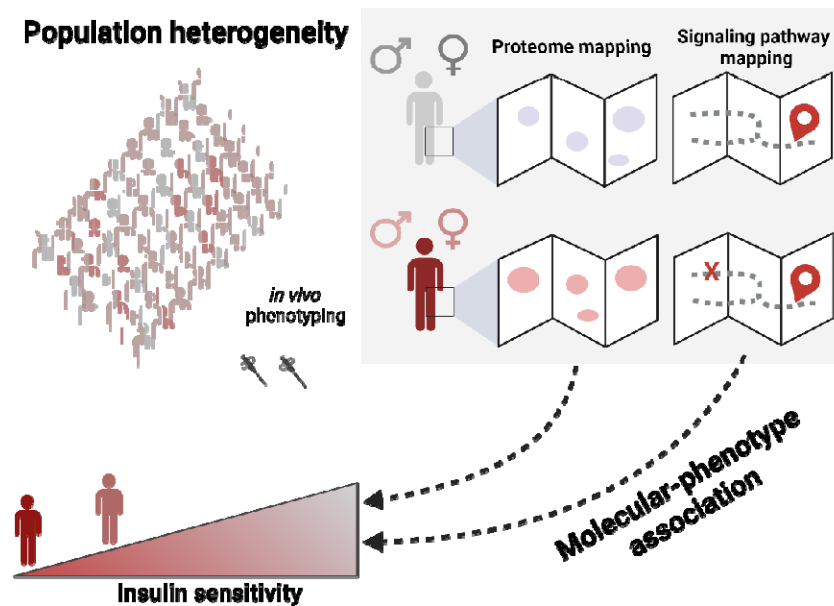 Population heterogeneity
Proteome mapping
Signaling pathway
mapping
in vivo
phenotyping
X
Molecular-phenotype
association
Insulin sensitivity